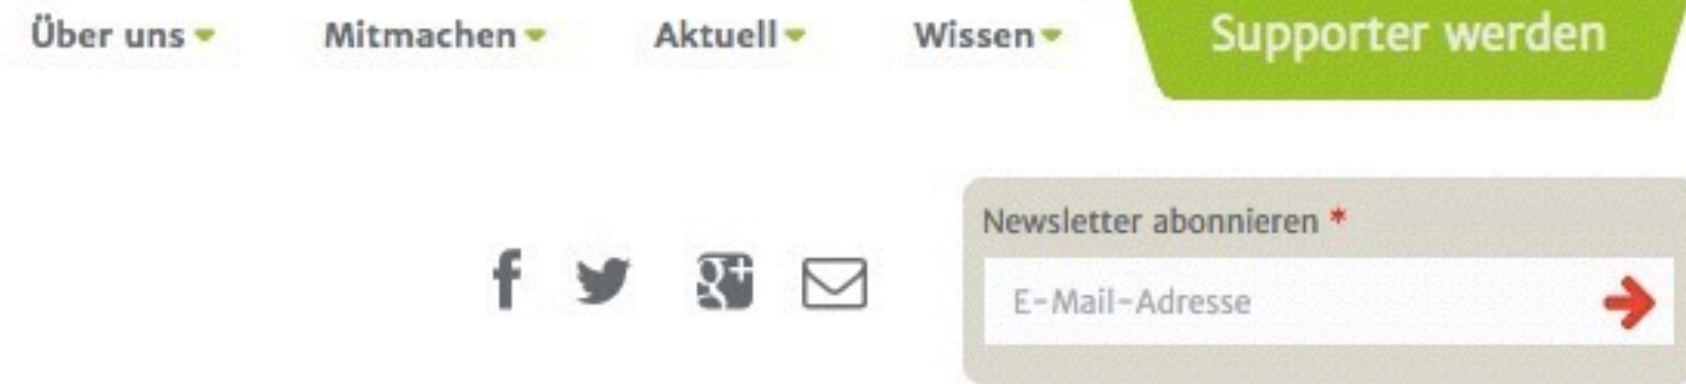 Über uns
Mitmachen
Aktuell
Wissen
Supporter werden
Newsletter abonnieren *
E-Mail-Adresse